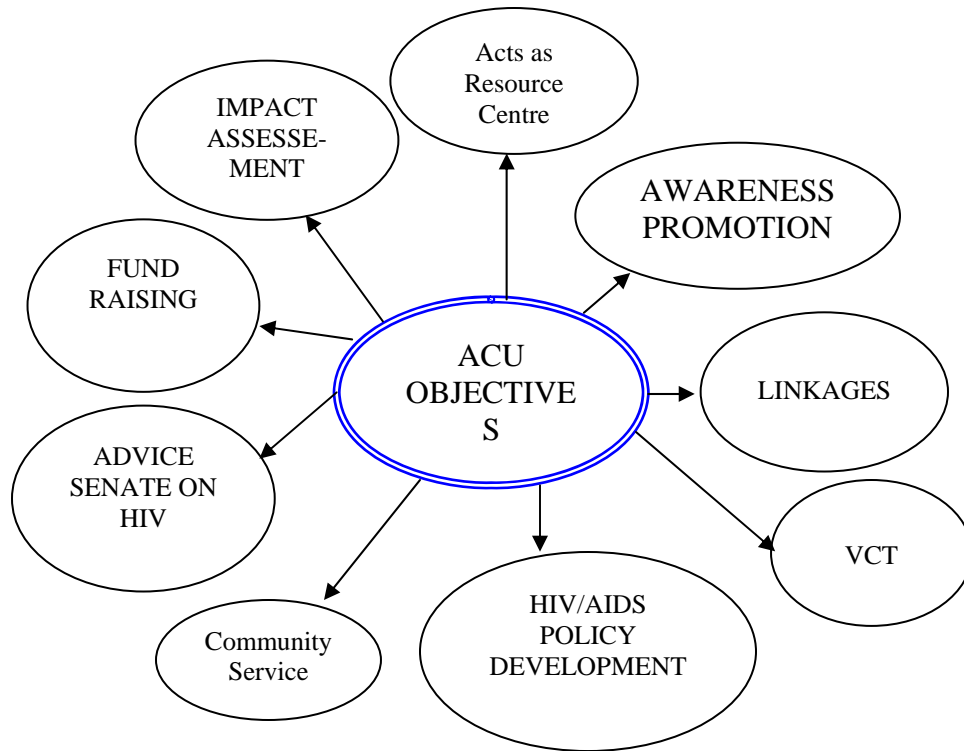 Acts as
Resource
Centre
IMPACT
ASSESSE-
MENT
AWARENESS
PROMOTION
FUND
RAISING
ACU
OBJECTIVE
S
LINKAGES
ADVICE
SENATE ON
HIV
VCT
HIV/AIDS
POLICY
DEVELOPMENT
Community
Service